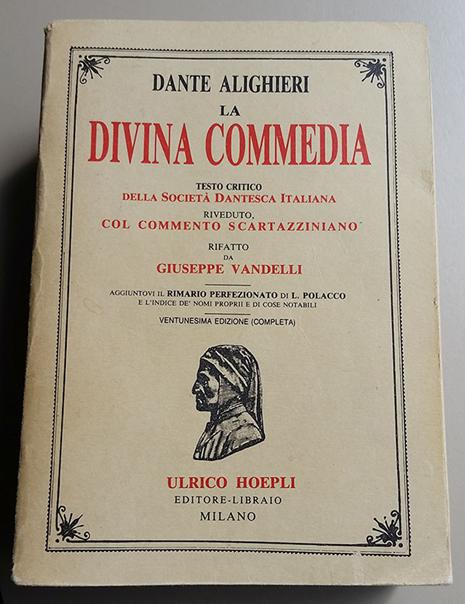 DANTE ALIGHIERI
LA
DIVINA COMMEDIA
TESTO CRITICO
DELLA SOCIETÀ DANTESCA ITALIANA
RIVEDUTO,
COL COMMENTO SCARTAZZINIANO
RIFATTO
DA
GIUSEPPE VANDELLI
AGGIUNTOVI IL RIMARIO PERFEZIONATO DI L. POLACCO
E L'INDICE DE' NOMI PROPRII E DI COSE NOTABILI
VENTUNESIMA EDIZIONE (COMPLETA)
ULRICO HOEPLI
EDITORE-LIBRAIO
MILANO